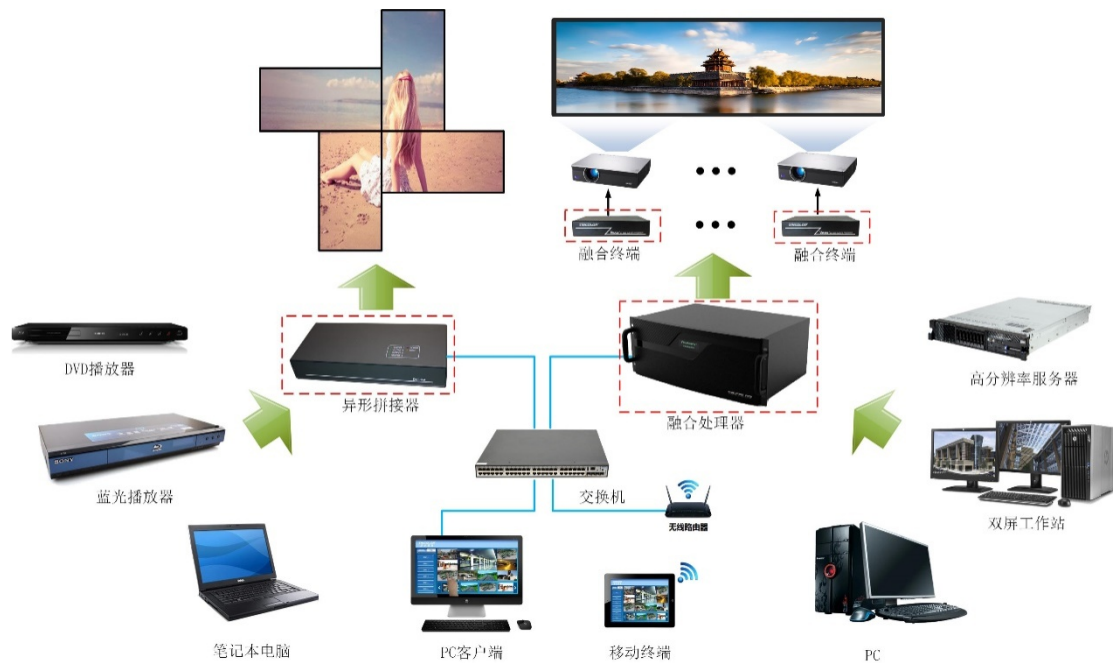 融合终端
融合终端
DVD播放器
异形拼接器
融合处理器
高分辨率服务器
SONY
蓝光播放器
交换机
无线路由器
双屏工作站
笔记本电脑
PC客户端
移动终端
PC